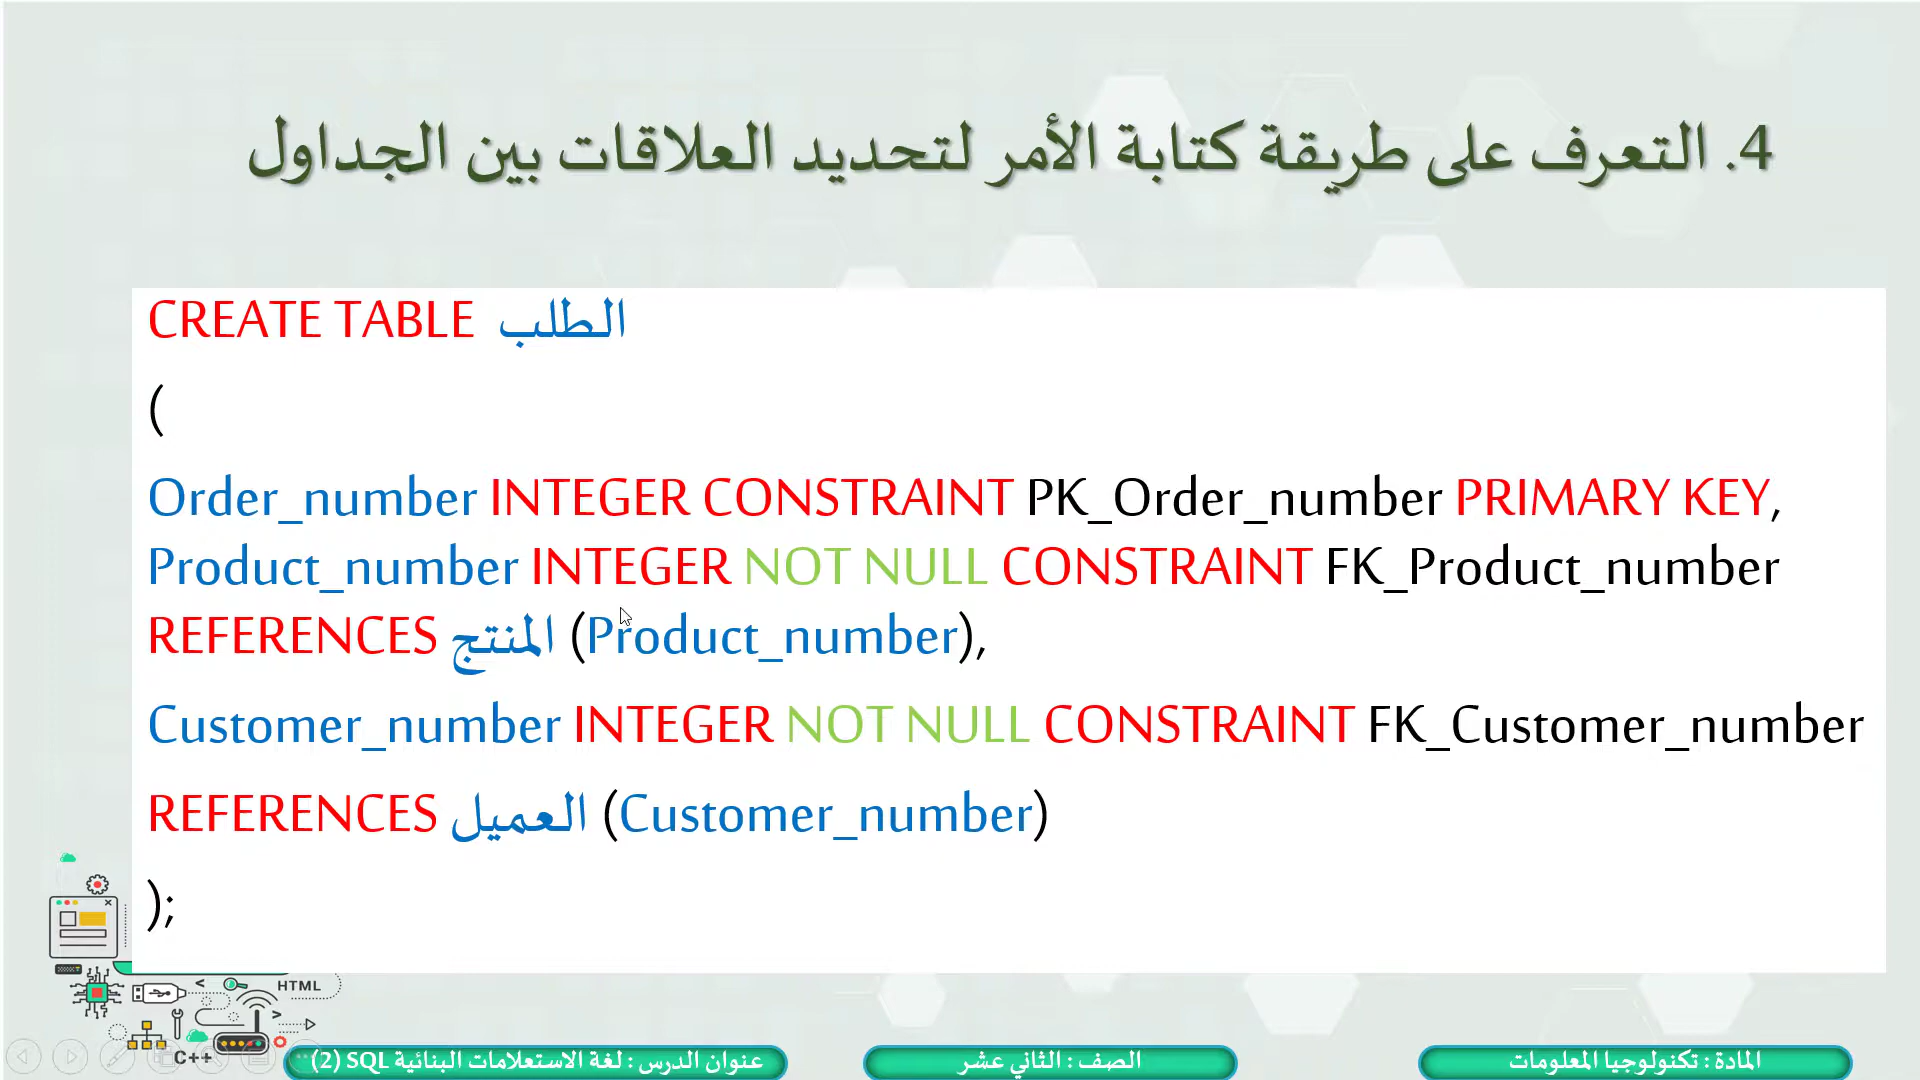 4. التعرف على طريقة كتابة الأمر لتحديد العلاقات بين الجداول
CREATE TABLE الطلب
(
Order_number INTEGER CONSTRAINT PK_Order_number PRIMARY KEY,
Product_number INTEGER NOT NULL CONSTRAINT FK_Product_number
REFERENCES المنتج (Product_number),
Customer_number INTEGER NOT NULL CONSTRAINT FK_Customer_number
REFERENCES العميل (Customer_number)
);
HTML
C++
المادة : تكنولوجيا المعلومات
الصف : الثاني عشر
عنوان الدرس : لغة الاستعلامات البنائية SQL (2)